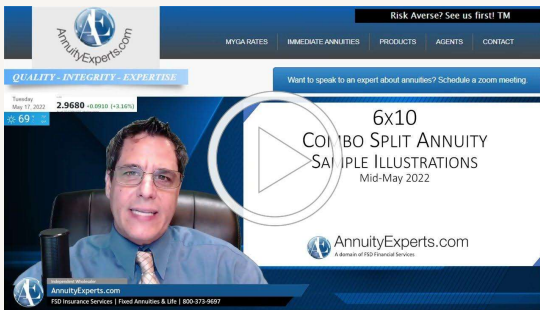 Risk Averse? See us first! TM
AnnuityExperts.com
MYGA RATES IMMEDIATE ANNUITIES PRODUCTS AGENTS CONTACT
QUALITY - INTEGRITY - EXPERTISE
Want to speak to an expert about annuities? Schedule a zoom meeting.
Tuesday
May 17, 2022
2.9680 +0.0910 (+3.16%)
69°
6x10
COMBO SPLIT ANNUITY
SAMPLE ILLUSTRATIONS
Mid-May 2022
AnnuityExperts.com
A domain of FSD Financial Services
Independent Wholesaler
AnnuityExperts.com
FSD Insurance Services | Fixed Annuities & Life | 800-373-9697